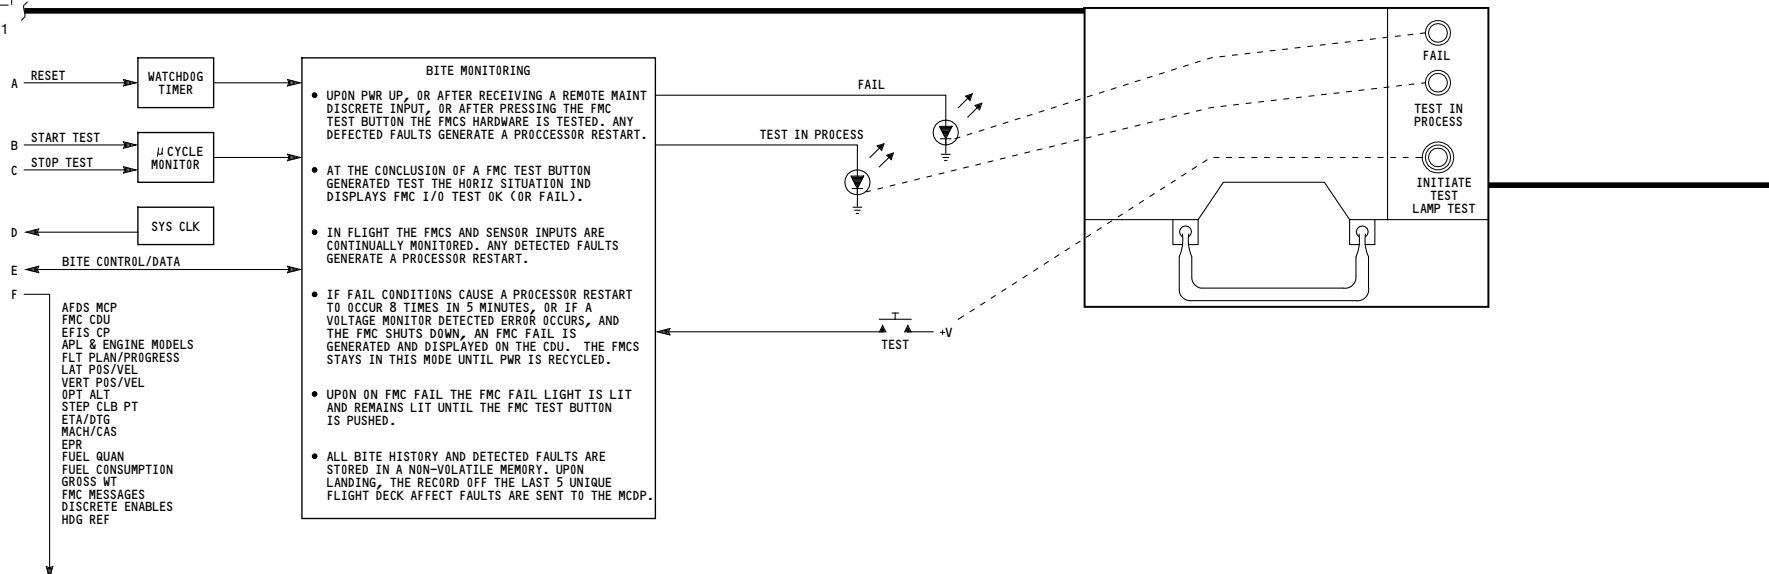 1
A RESET
WATCHDOG
TIMER
B START TEST
C STOP TEST
μ CYCLE
MONITOR
D
SYS CLK
E BITE CONTROL/DATA
F
AFDS MCP
FMC CDU
EFIS CP
APL & ENGINE MODELS
FLT PLAN/PROGRESS
LAT POS/VEL
VERT POS/VEL
OPT ALT
STEP CLB PT
ETA/DTG
MACH/CAS
EPR
FUEL QUAN
FUEL CONSUMPTION
GROSS WT
FMC MESSAGES
DISCRETE ENABLES
HDG REF
BITE MONITORING
• UPON PWR UP, OR AFTER RECEIVING A REMOTE MAINT
DISCRETE INPUT, OR AFTER PRESSING THE FMC
TEST BUTTON THE FMCS HARDWARE IS TESTED. ANY
DEFECTED FAULTS GENERATE A PROCCESSOR RESTART.
• AT THE CONCLUSION OF A FMC TEST BUTTON
GENERATED TEST THE HORIZ SITUATION IND
DISPLAYS FMC I/O TEST OK (OR FAIL).
• IN FLIGHT THE FMCS AND SENSOR INPUTS ARE
CONTINUALLY MONITORED. ANY DETECTED FAULTS
GENERATE A PROCESSOR RESTART.
• IF FAIL CONDITIONS CAUSE A PROCESSOR RESTART
TO OCCUR 8 TIMES IN 5 MINUTES, OR IF A
VOLTAGE MONITOR DETECTED ERROR OCCURS, AND
THE FMC SHUTS DOWN, AN FMC FAIL IS
GENERATED AND DISPLAYED ON THE CDU. THE FMCS
STAYS IN THIS MODE UNTIL PWR IS RECYCLED.
• UPON ON FMC FAIL THE FMC FAIL LIGHT IS LIT
AND REMAINS LIT UNTIL THE FMC TEST BUTTON
IS PUSHED.
• ALL BITE HISTORY AND DETECTED FAULTS ARE
STORED IN A NON-VOLATILE MEMORY. UPON
LANDING, THE RECORD OFF THE LAST 5 UNIQUE
FLIGHT DECK AFFECT FAULTS ARE SENT TO THE MCDP.
FAIL
TEST IN PROCESS
TEST
+V
FAIL
TEST IN
PROCESS
INITIATE
TEST
LAMP TEST